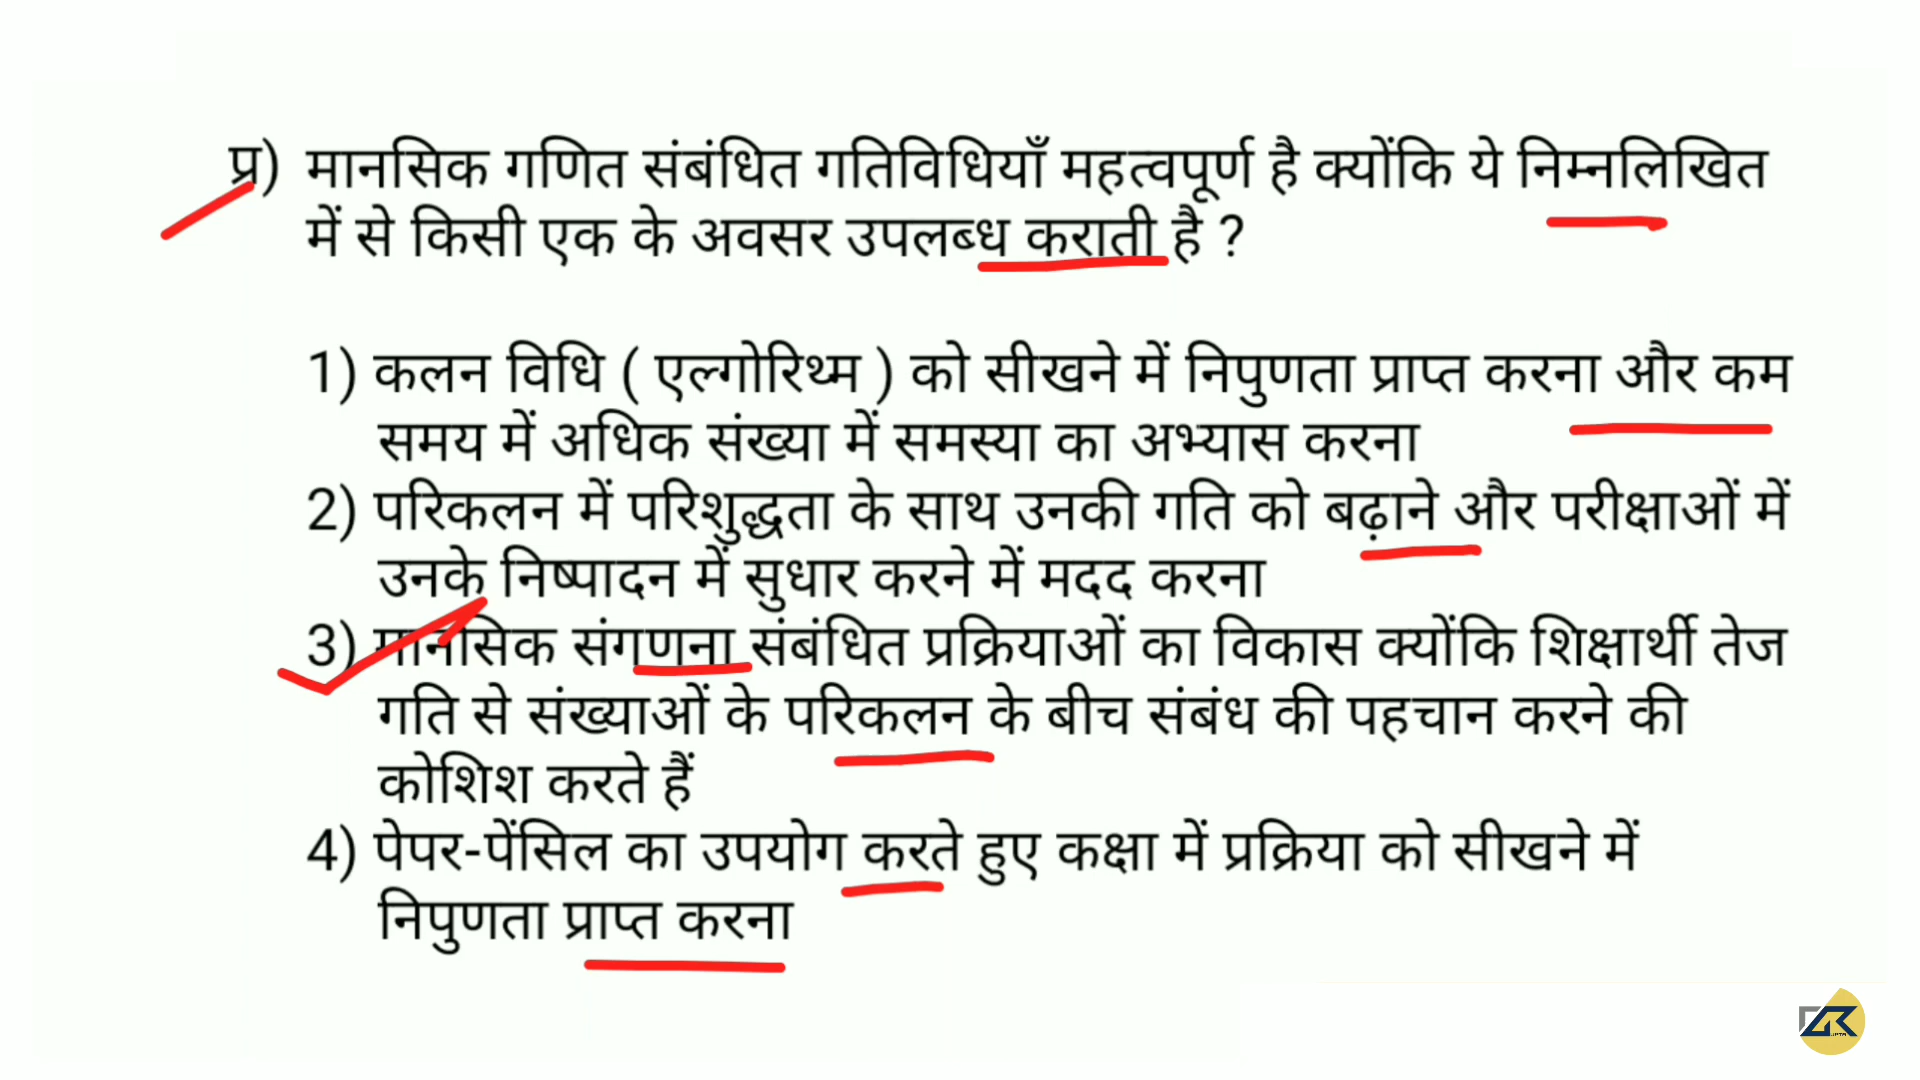 प्र) मानसिक गणित संबंधित गतिविधियाँ महत्वपूर्ण है क्योंकि ये निम्नलिखित
में से किसी एक के अवसर उपलब्ध कराती है ?
1) कलन विधि ( एल्गोरिथ्म ) को सीखने में निपुणता प्राप्त करना और कम
समय में अधिक संख्या में समस्या का अभ्यास करना
2) परिकलन में परिशुद्धता के साथ उनकी गति को बढ़ाने और परीक्षाओं में
उनके निष्पादन में सुधार करने में मदद करना
3) मानसिक संगणना संबंधित प्रक्रियाओं का विकास क्योंकि शिक्षार्थी तेज
गति से संख्याओं के परिकलन के बीच संबंध की पहचान करने की
कोशिश करते हैं
4) पेपर-पेंसिल का उपयोग करते हुए कक्षा में प्रक्रिया को सीखने में
निपुणता प्राप्त करना